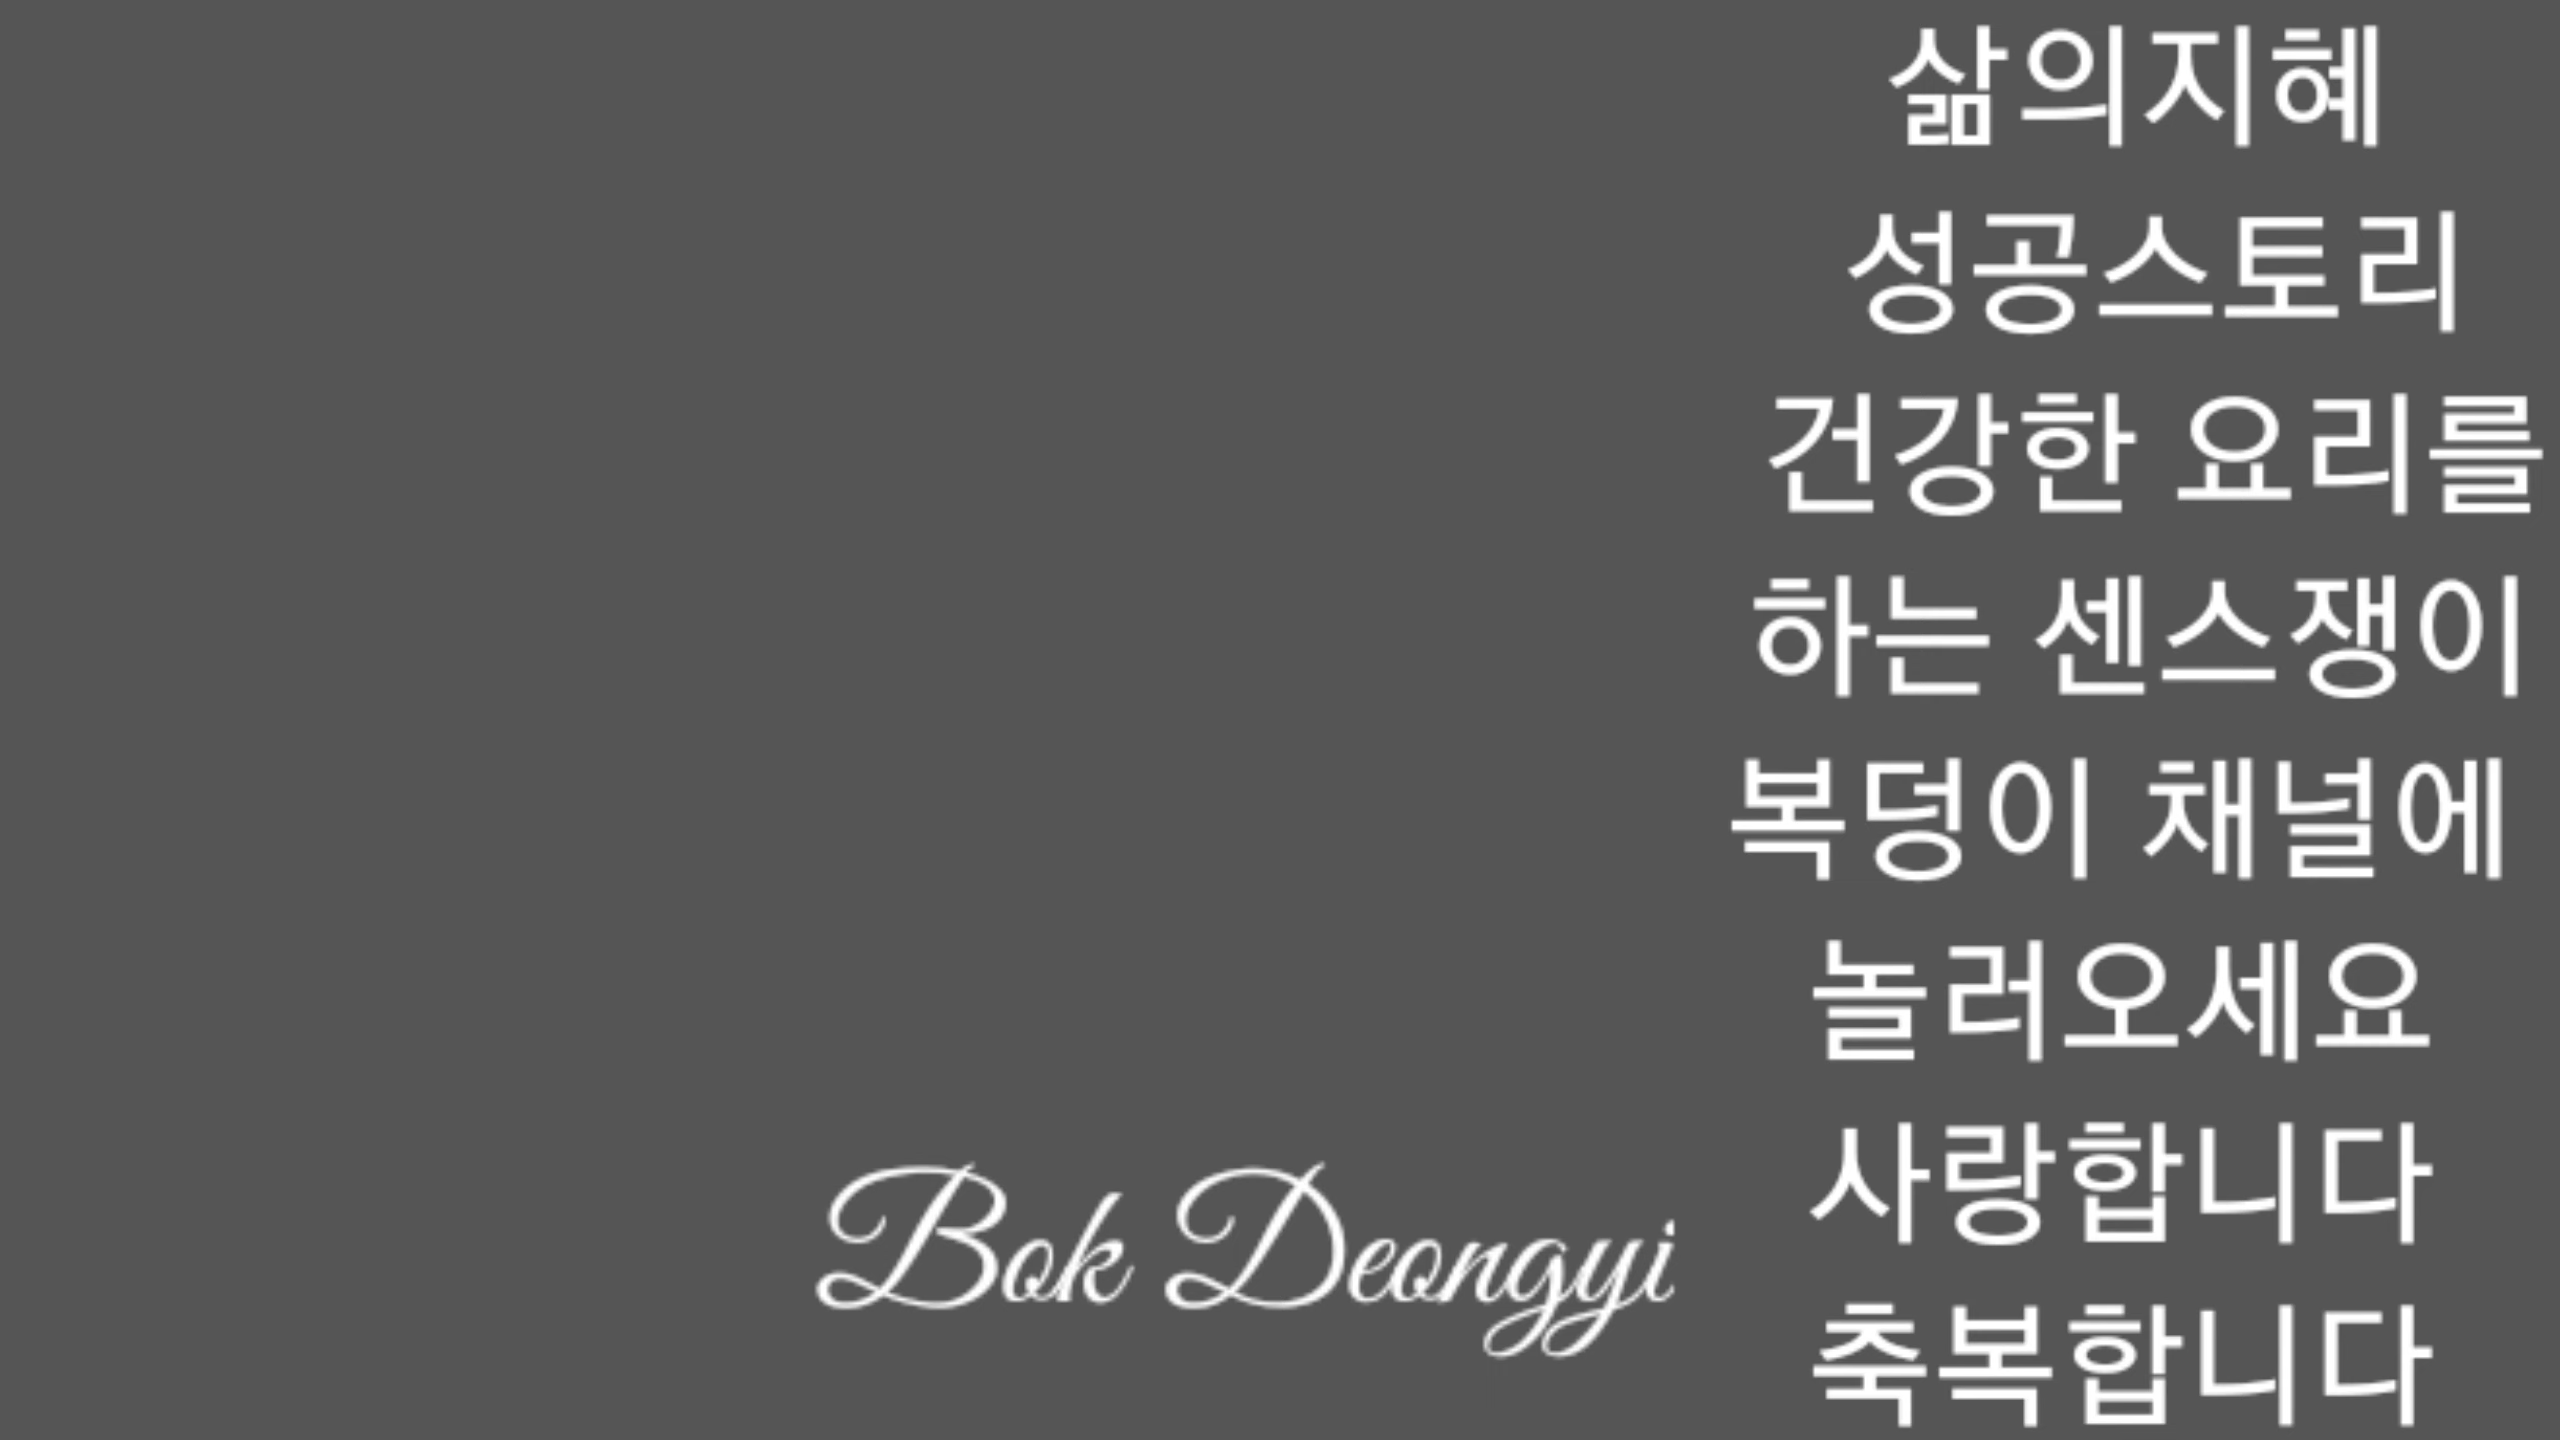 삶의지혜
성공스토리
건강한 요리를
하는 센스쟁이
복덩이 채널에
놀러오세요
사랑합니다
축복합니다
Bok Deongyi